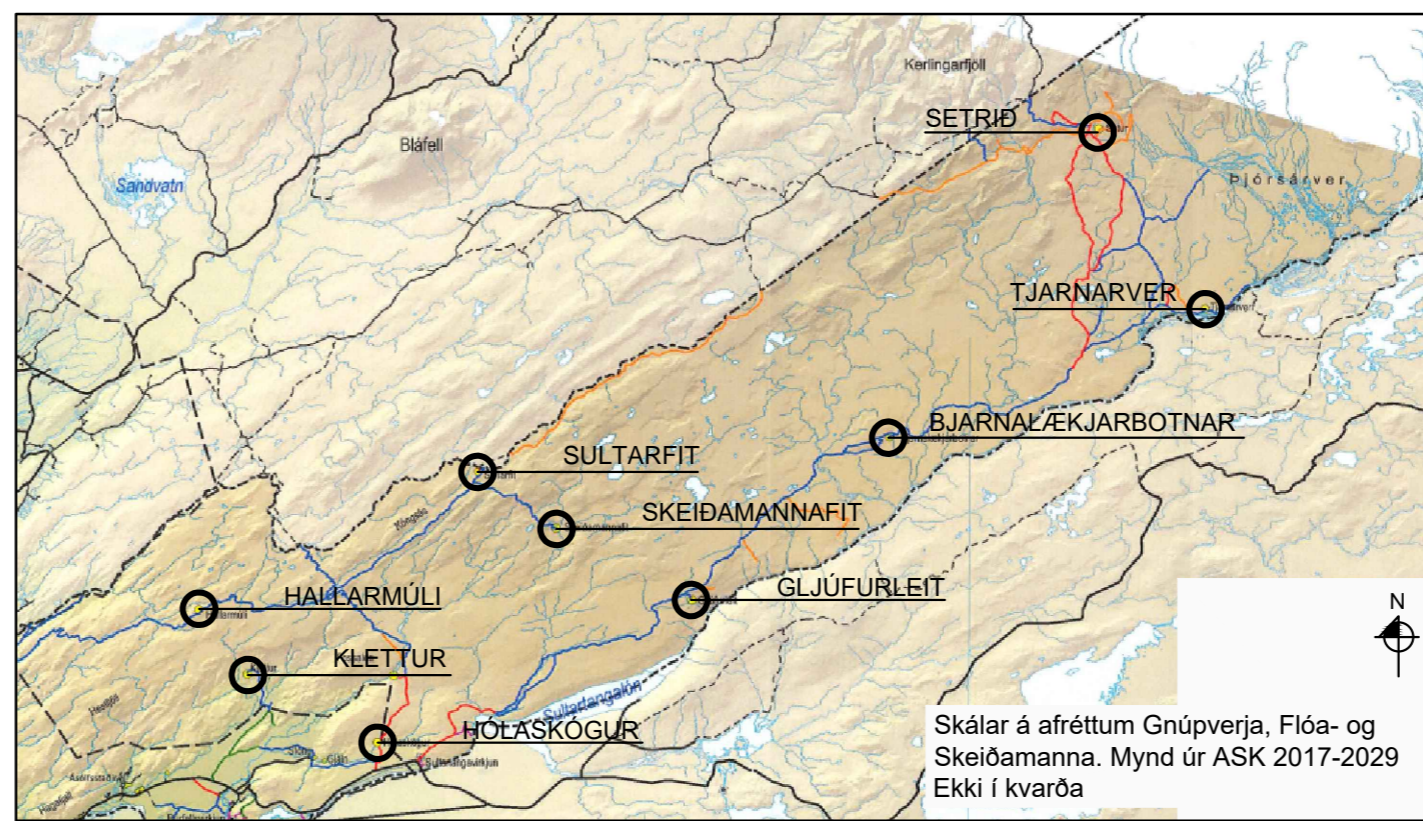 Kerlingarfjöll
SETRIÐ
Bláfell
Sandvatn
Þjórsárver
TJARNARVER
BJARNALÆKJARBOTNAR
SULTARFIT
SKEIÐAMANNAFIT
HALLARMÚLI
GLJÚFURLEIT
KLETTUR
N
Sultartangalón
HÓLASKÓGUR
Sultartangavirkjun
Skálar á afréttum Gnúpverja, Flóa- og
Skeiðamanna. Mynd úr ASK 2017-2029
Ekki í kvarða